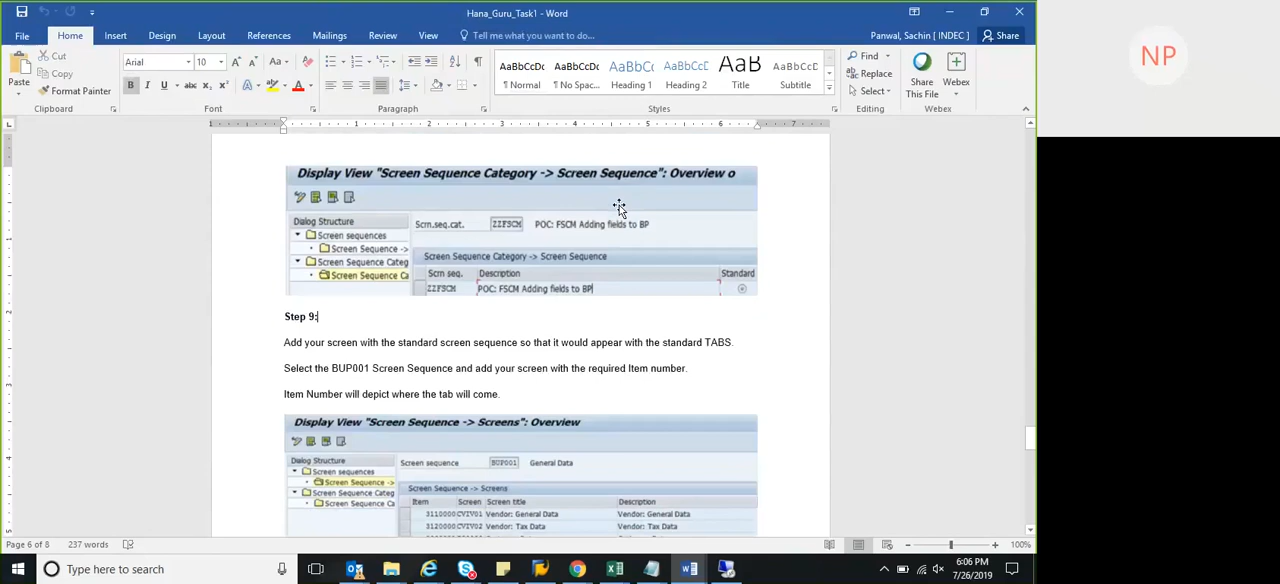 Hana_Guru_Task1 - Word
File Home Insert Design Layout References Mailings Review View Tell me what you want to do... Panwal, Sachin [ INDEC ] Share
Paste Cut Copy Format Painter
Clipboard
Arial 10
Font
Paragraph
AaBbCcDc AaBbCcDc AaBbCc AaBbCcD AaB AaBbCcD
¶ Normal ¶ No Spac... Heading 1 Heading 2 Title Subtitle
Styles
Find Replace Select
Editing
Share This File
Webex
Webex
1 1 2 3 4 5 6 7
Display View "Screen Sequence Category -> Screen Sequence": Overview o
Dialog Structure
Screen sequences
Screen Sequence ->
Screen Sequence Categ
Screen Sequence Ca
Scrn.seq.cat. ZZFSCM POC: FSCM Adding fields to BP
Screen Sequence Category -> Screen Sequence
Scrn seq. Description Standard
ZZFSCM POC: FSCM Adding fields to BP
Step 9:
Add your screen with the standard screen sequence so that it would appear with the standard TABS.
Select the BUP001 Screen Sequence and add your screen with the required Item number.
Item Number will depict where the tab will come.
Display View "Screen Sequence -> Screens": Overview
Dialog Structure
Screen sequences
Screen Sequence ->
Screen Sequence Categ
Screen Sequence Ca
Screen sequence BUP001 General Data
Screen Sequence -> Screens
Item Screen Screen title Description
3110000 CVIV01 Vendor: General Data Vendor: General Data
3120000 CVIV02 Vendor: Tax Data Vendor: Tax Data
Page 6 of 8 237 words 100%
Type here to search
6:06 PM
7/26/2019
NP